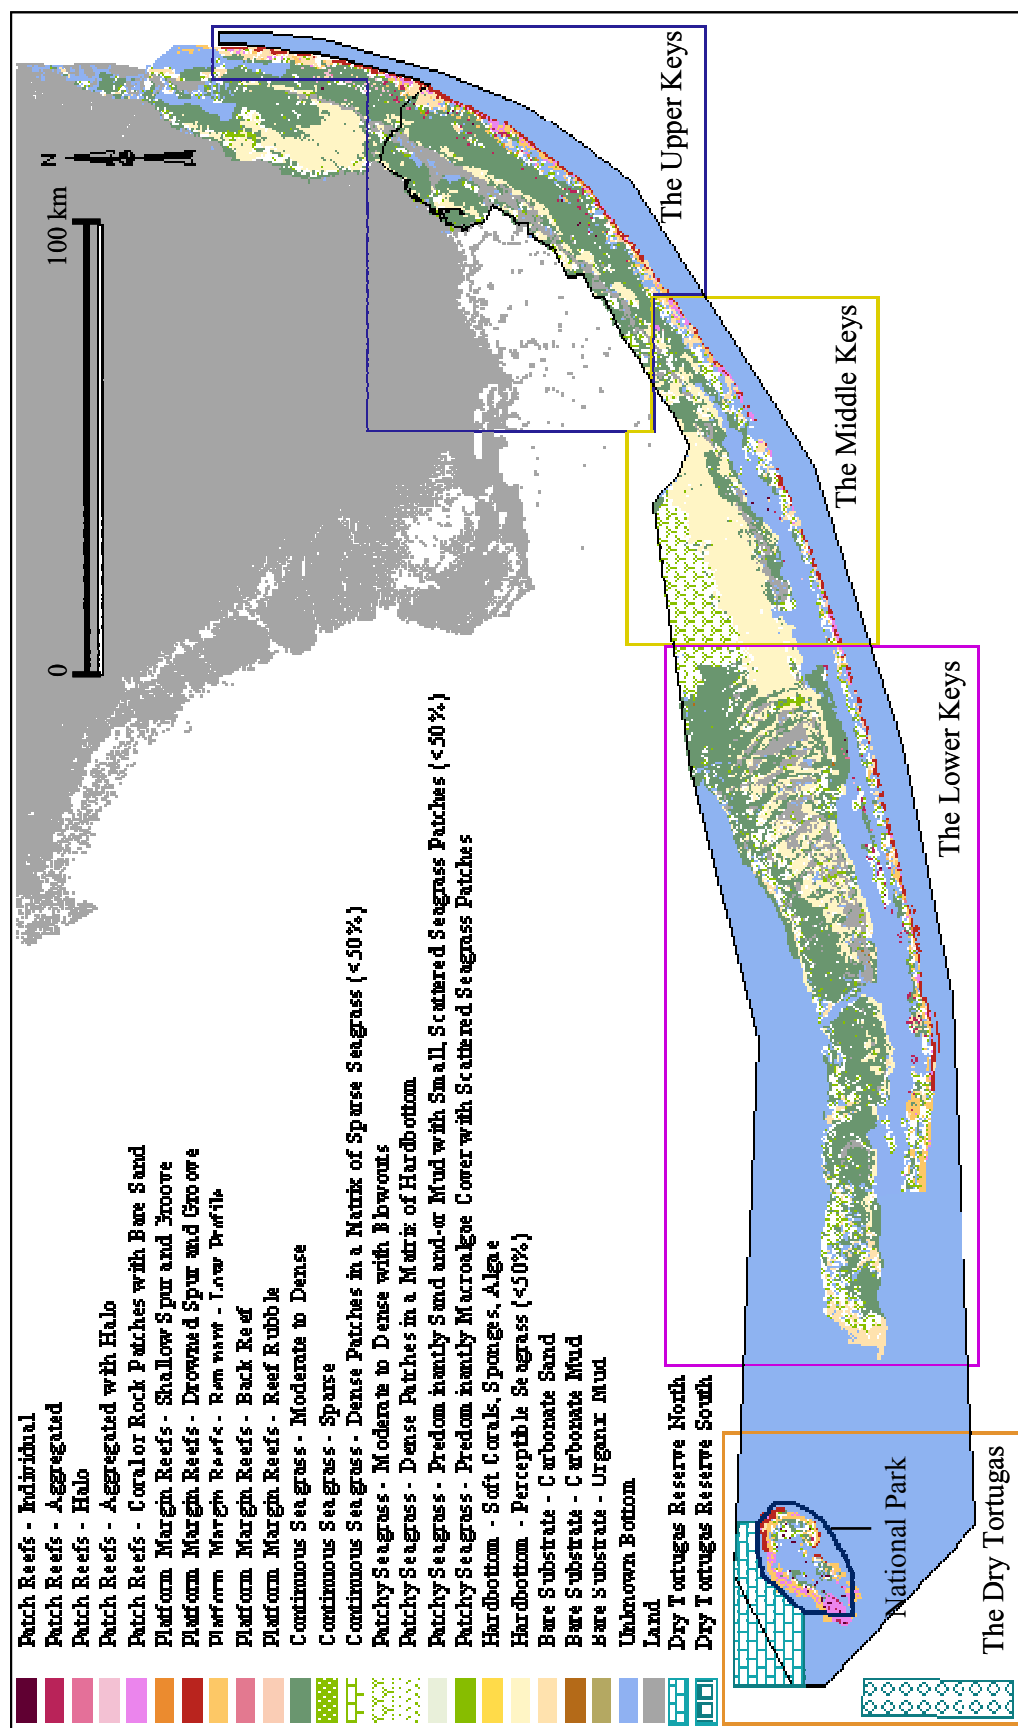 Patch Reefs - Individual
Patch Reefs - Aggregated
Patch Reefs - Halo
Patch Reefs - Aggregated with Halo
Patch Reefs - Coral or Rock Patches with Bare Sand
Platform Margin Reefs - Shallow Spur and Groove
Platform Margin Reefs - Drowned Spur and Groove
Platform Margin Reefs - Remnant - Low Profile
Platform Margin Reefs - Back Reef
Platform Margin Reefs - Reef Rubble
Continuous Seagrass - Moderate to Dense
Continuous Seagrass - Sparse
Continuous Seagrass - Dense Patches in a Matrix of Sparse Seagrass (<50%)
Patchy Seagrass - Moderate to Dense with Blowouts
Patchy Seagrass - Dense Patches in a Matrix of Hardbottom
Patchy Seagrass - Predominantly Sand and-or Mud with Small, Scattered Seagrass Patches (<50%)
Patchy Seagrass - Predominantly Macroalgae Cover with Scattered Seagrass Patches
Hardbottom - Soft Corals, Sponges, Algae
Hardbottom - Perceptible Seagrass (<50%)
Bare Substrate - Carbonate Sand
Bare Substrate - Carbonate Mud
Bare Substrate - Organic Mud
Unknown Bottom
Land
Dry Tortugas Reserve North
Dry Tortugas Reserve South
0
100 km
N
The Upper Keys
The Middle Keys
The Lower Keys
National Park
The Dry Tortugas